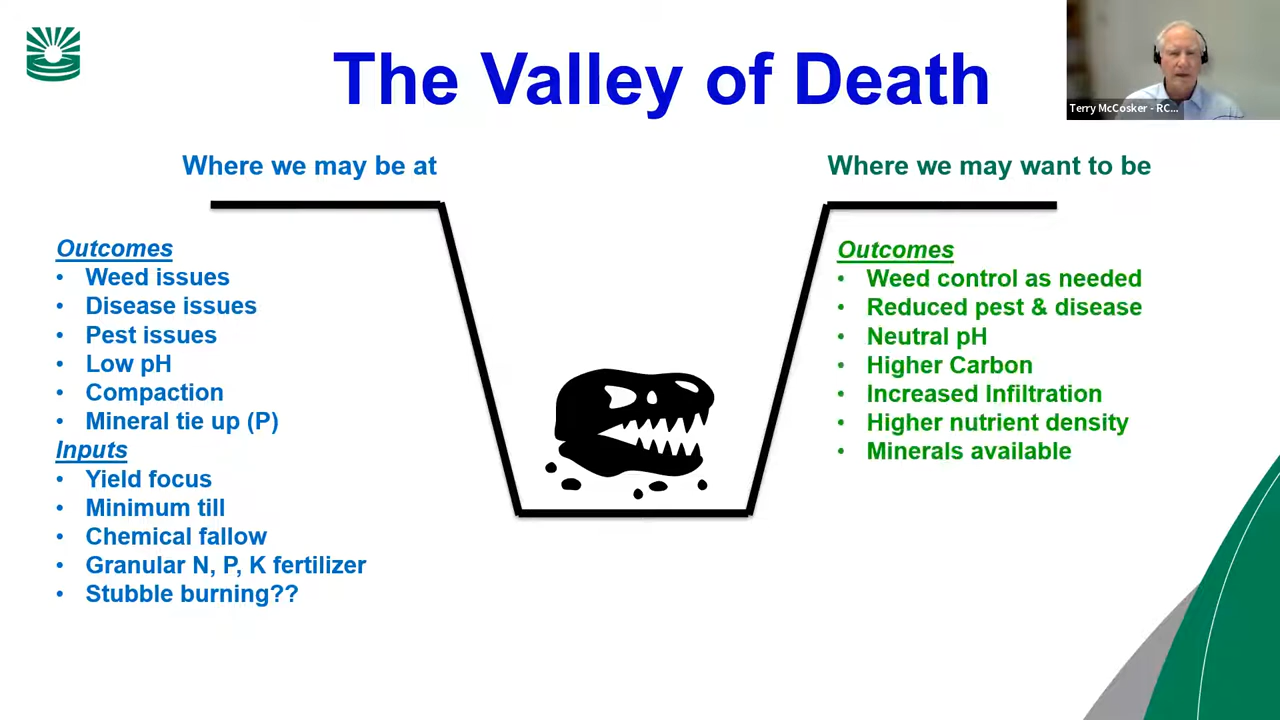 The Valley of Death
Terry McCosker - RC...
Where we may be at
Where we may want to be
Outcomes
• Weed issues
• Disease issues
• Pest issues
• Low pH
• Compaction
• Mineral tie up (P)
Inputs
• Yield focus
• Minimum till
• Chemical fallow
• Granular N, P, K fertilizer
• Stubble burning??
Outcomes
• Weed control as needed
• Reduced pest & disease
• Neutral pH
• Higher Carbon
• Increased Infiltration
• Higher nutrient density
• Minerals available